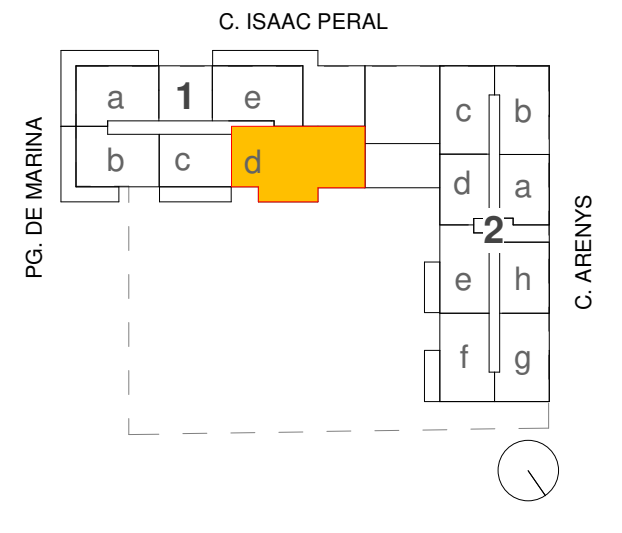 C. ISAAC PERAL
a 1 e
c b
b c d
d a
PG. DE MARINA
C. ARENYS
2
e h
f g